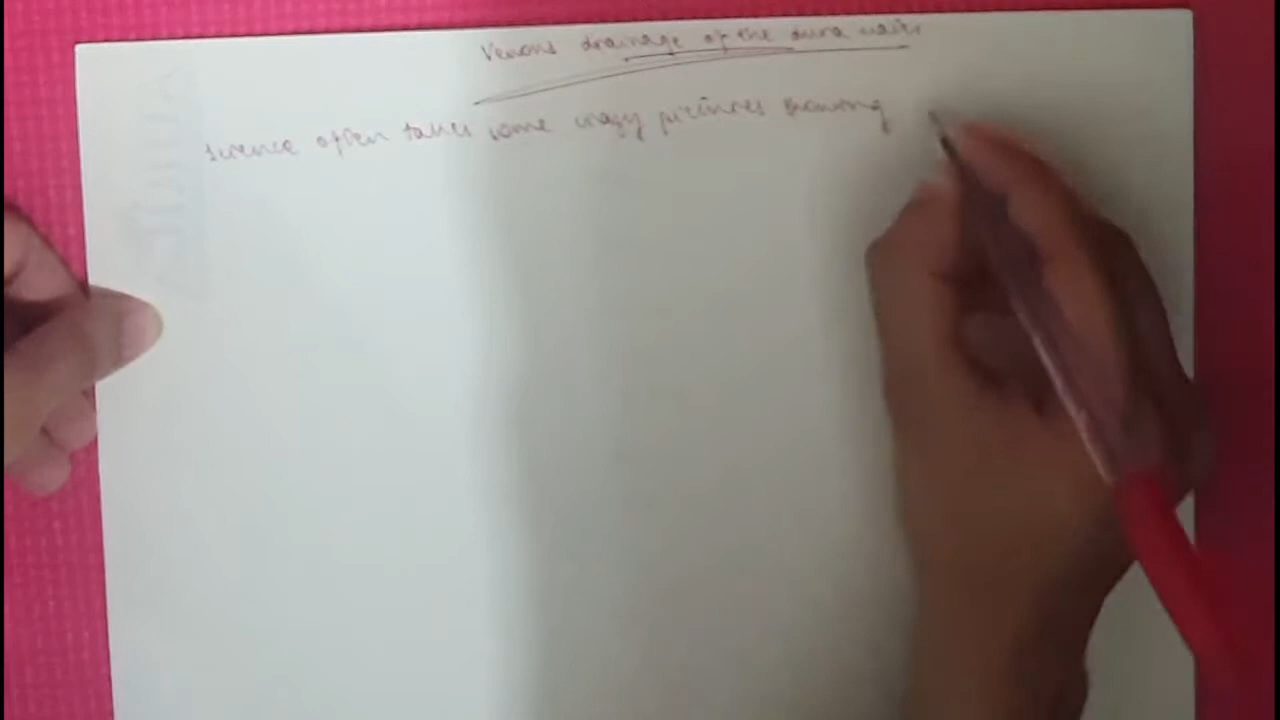 Venous drainage of the dura mater
science often takes some crazy pictures showing